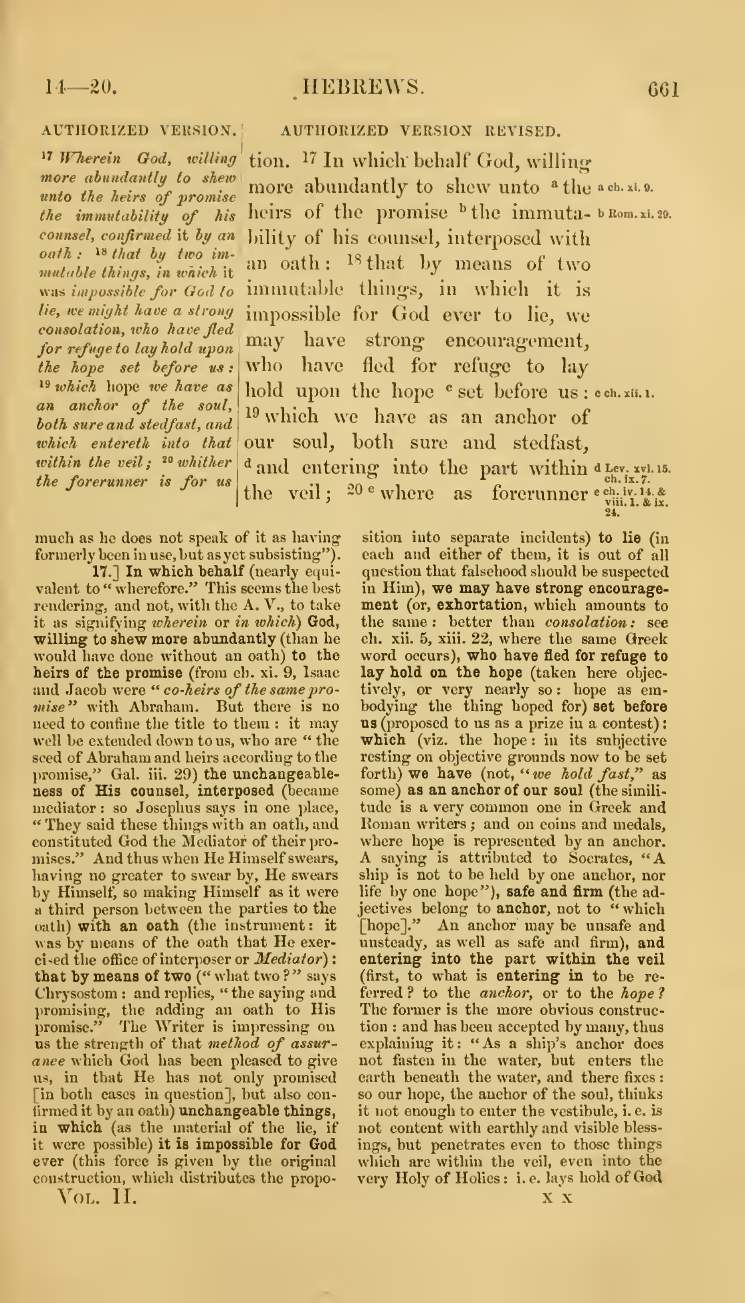 14—20.
HEBREWS.
661
AUTHORIZED VERSION.
17 Wherein God, willing
more abundantly to shew
unto the heirs of promise
the immutability of his
counsel, confirmed it by an
oath : 18 that by two im-
mutable things, in which it
was impossible for God to
lie, we might have a strong
consolation, who have fled
for refuge to lay hold upon
the hope set before us :
19 which hope we have as
an anchor of the soul,
both sure and stedfast, and
which entereth into that
within the veil ; 20 whither
the forerunner is for us
AUTHORIZED VERSION REVISED.
tion. 17 In which behalf God, willing
more abundantly to shew unto a the
heirs of the promise b the immuta-
bility of his counsel, interposed with
an oath : 18 that by means of two
immutable things, in which it is
impossible for God ever to lie, we
may have strong encouragement,
who have fled for refuge to lay
hold upon the hope c set before us :
19 which we have as an anchor of
our soul, both sure and stedfast,
d and entering into the part within
the veil ; 20 e where as forerunner
a ch. xi. 9.
b Rom. xi. 29.
c ch. xii. 1.
d Lev. xvi. 15.
ch. ix. 7.
e ch. iv. 14. &
viii. 1. & ix.
24.
much as he does not speak of it as having
formerly been in use, but as yet subsisting").
17.] In which behalf (nearly equi-
valent to "wherefore." This seems the best
rendering, and not, with the A. V., to take
it as signifying wherein or in which) God,
willing to shew more abundantly (than he
would have done without an oath) to the
heirs of the promise (from ch. xi. 9, Isaac
and Jacob were "co-heirs of the same pro-
mise" with Abraham. But there is no
need to confine the title to them : it may
well be extended down to us, who are "the
seed of Abraham and heirs according to the
promise," Gal. iii. 29) the unchangeable-
ness of His counsel, interposed (became
mediator : so Josephus says in one place,
"They said these things with an oath, and
constituted God the Mediator of their pro-
mises." And thus when He Himself swears,
having no greater to swear by, He swears
by Himself, so making Himself as it were
a third person between the parties to the
oath) with an oath (the instrument : it
was by means of the oath that He exer-
cised the office of interposer or Mediator) :
that by means of two ("what two ?" says
Chrysostom : and replies, "the saying and
promising, the adding an oath to His
promise." The Writer is impressing on
us the strength of that method of assur-
ance which God has been pleased to give
us, in that He has not only promised
[in both cases in question], but also con-
firmed it by an oath) unchangeable things,
in which (as the material of the lie, if
it were possible) it is impossible for God
ever (this force is given by the original
construction, which distributes the propo-
sition into separate incidents) to lie (in
each and either of them, it is out of all
question that falsehood should be suspected
in Him), we may have strong encourage-
ment (or, exhortation, which amounts to
the same : better than consolation : see
ch. xii. 5, xiii. 22, where the same Greek
word occurs), who have fled for refuge to
lay hold on the hope (taken here objec-
tively, or very nearly so : hope as em-
bodying the thing hoped for) set before
us (proposed to us as a prize in a contest) :
which (viz. the hope : in its subjective
resting on objective grounds now to be set
forth) we have (not, "we hold fast," as
some) as an anchor of our soul (the simili-
tude is a very common one in Greek and
Roman writers ; and on coins and medals,
where hope is represented by an anchor.
A saying is attributed to Socrates, "A
ship is not to be held by one anchor, nor
life by one hope"), safe and firm (the ad-
jectives belong to anchor, not to "which
[hope]." An anchor may be unsafe and
unsteady, as well as safe and firm), and
entering into the part within the veil
(first, to what is entering in to be re-
ferred ? to the anchor, or to the hope ?
The former is the more obvious construc-
tion : and has been accepted by many, thus
explaining it : "As a ship's anchor does
not fasten in the water, but enters the
earth beneath the water, and there fixes :
so our hope, the anchor of the soul, thinks
it not enough to enter the vestibule, i. e. is
not content with earthly and visible bless-
ings, but penetrates even to those things
which are within the veil, even into the
very Holy of Holies : i. e. lays hold of God
VOL. II.
X X